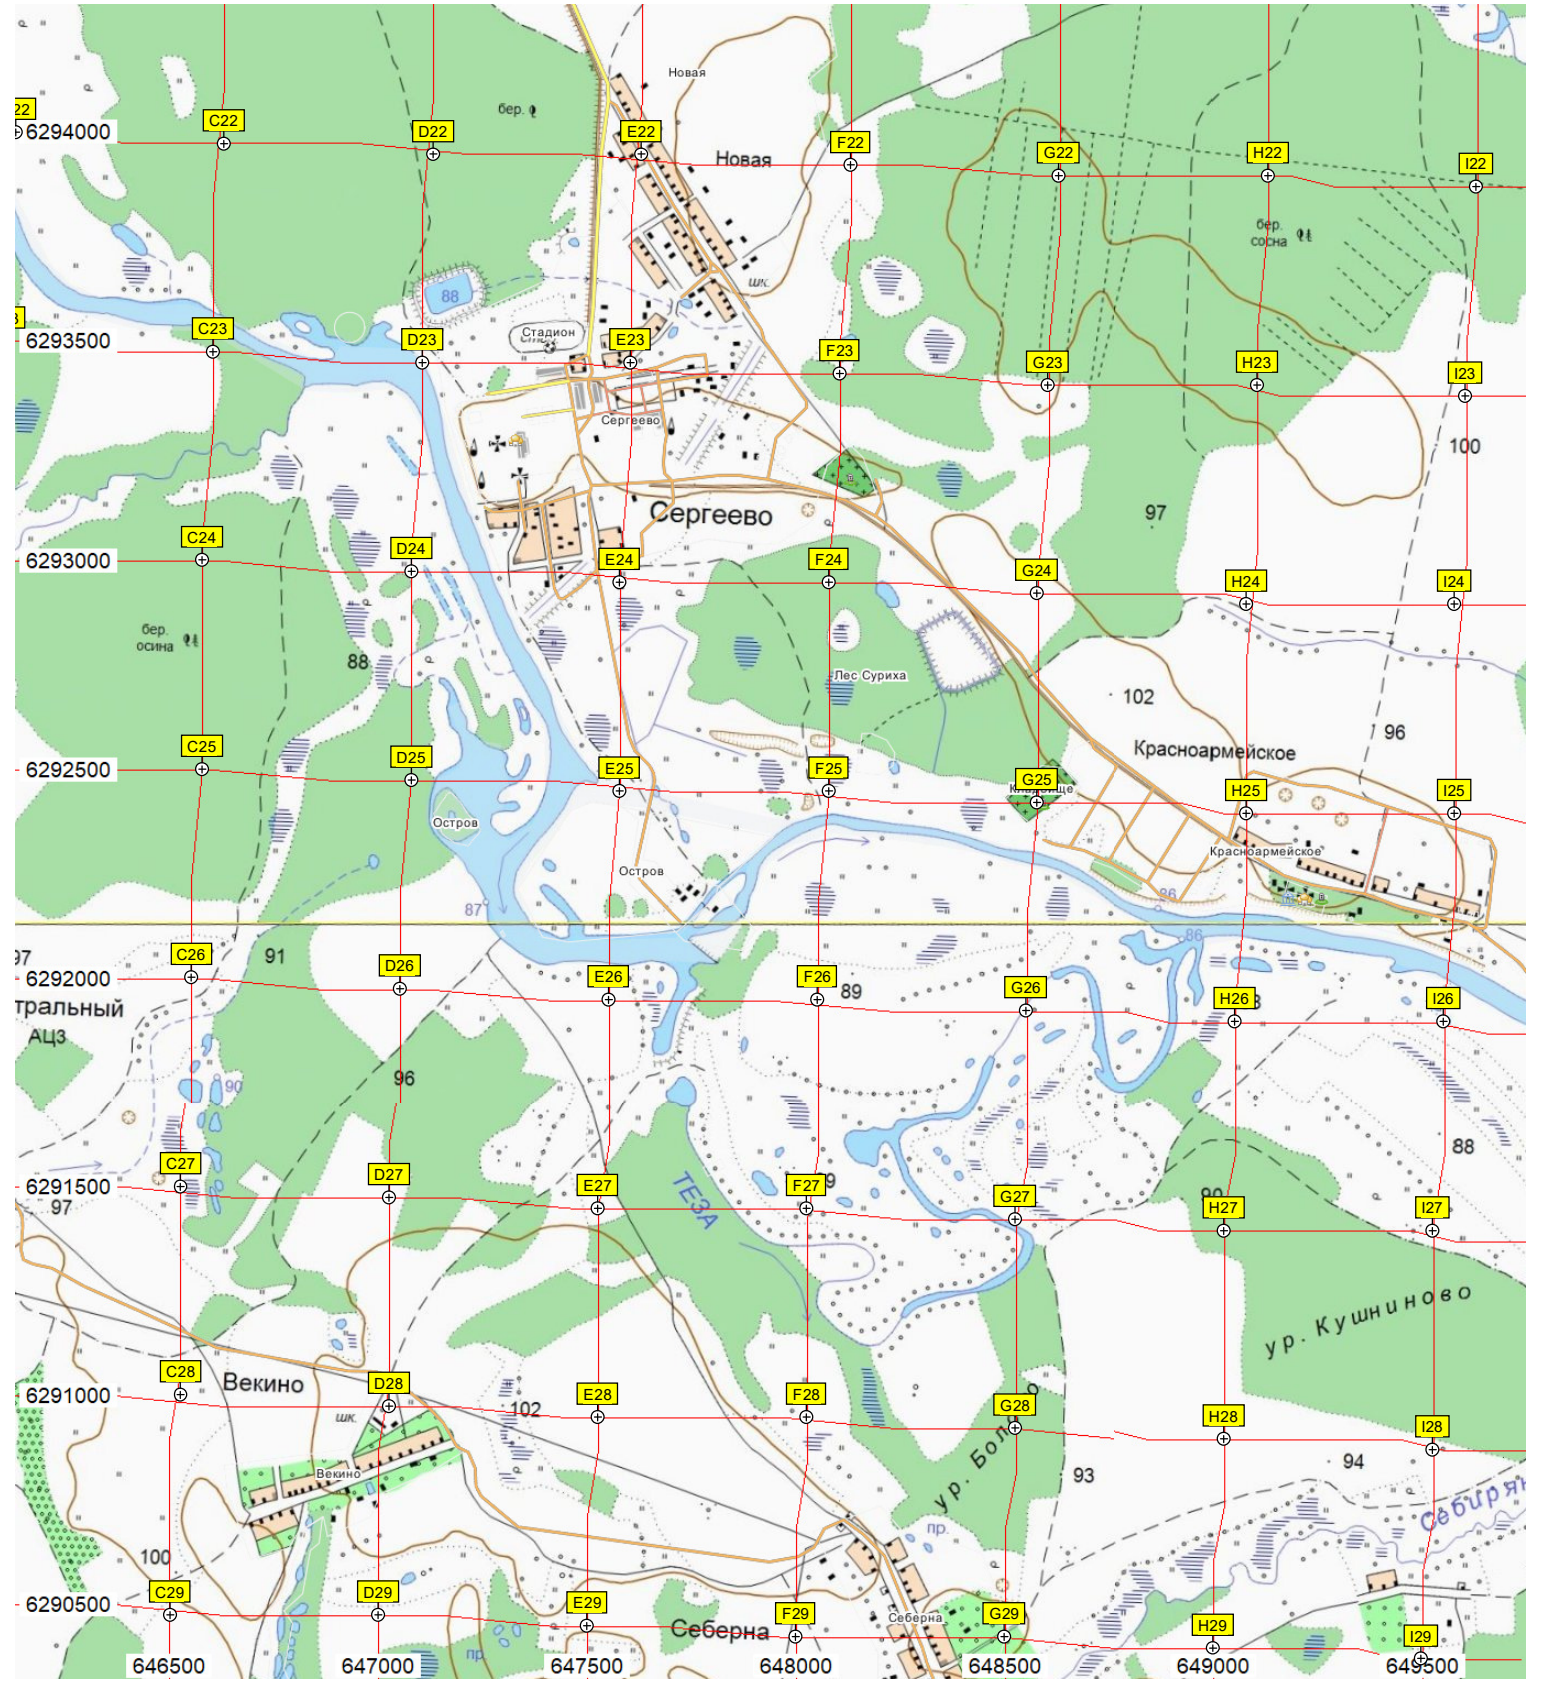 Новая
бер.
22
C22
D22
E22
F22
G22
H22
I22
6294000
Новая
бер.
сосна
шк.
88
Стадион
C23
D23
E23
F23
G23
H23
I23
6293500
Сергеево
100
97
Сергеево
C24
D24
E24
F24
G24
H24
I24
6293000
бер.
осина
88
Лес Суриха
102
96
Красноармейское
C25
D25
E25
F25
G25
H25
I25
6292500
Остров
Красноармейское
Остров
86
87
86
97
91
C26
D26
E26
F26
G26
H26
I26
6292000
89
тральный
АЦЗ
96
90
88
C27
D27
E27
F27
G27
H27
I27
6291500
97
ТЕЗА
ур. Кушниново
C28
D28
E28
F28
G28
H28
I28
6291000
Векино
шк.
102
ур.
94
93
Векино
пр.
100
C29
D29
E29
F29
G29
H29
I29
6290500
Себерна
Себерна
пр.
646500
647000
647500
648000
648500
649000
649500